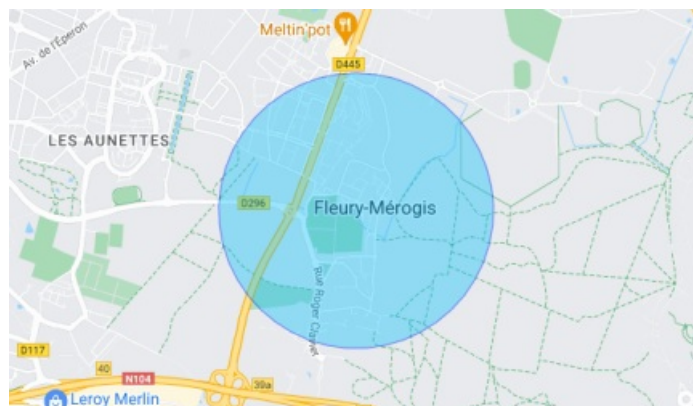 Meltin'pot
Av. de l'Éperon
D445
LES AUNETTES
D296
Fleury-Mérogis
Rue Roger Clavier
D117
40
N104
39a
Leroy Merlin